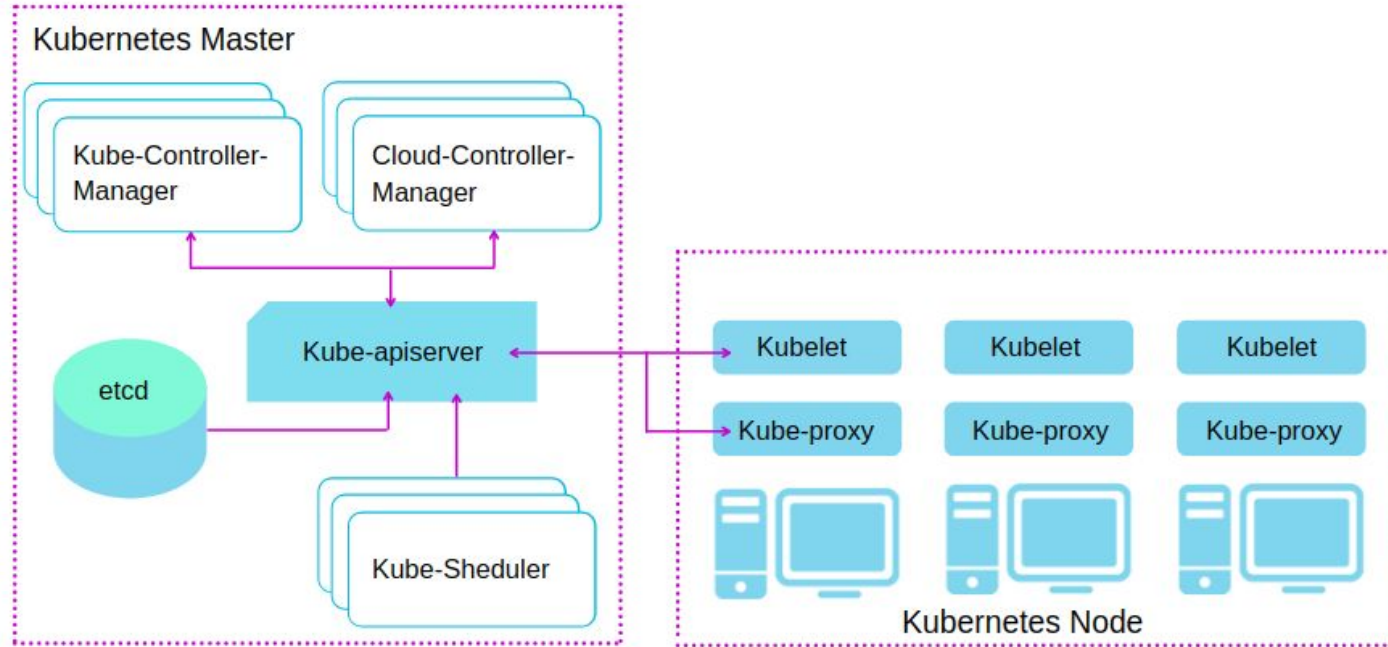 Kubernetes Master
Kube-Controller-
Manager
Cloud-Controller-
Manager
Kube-apiserver
etcd
Kube-Sheduler
Kubelet
Kubelet
Kubelet
Kube-proxy
Kube-proxy
Kube-proxy
Kubernetes Node